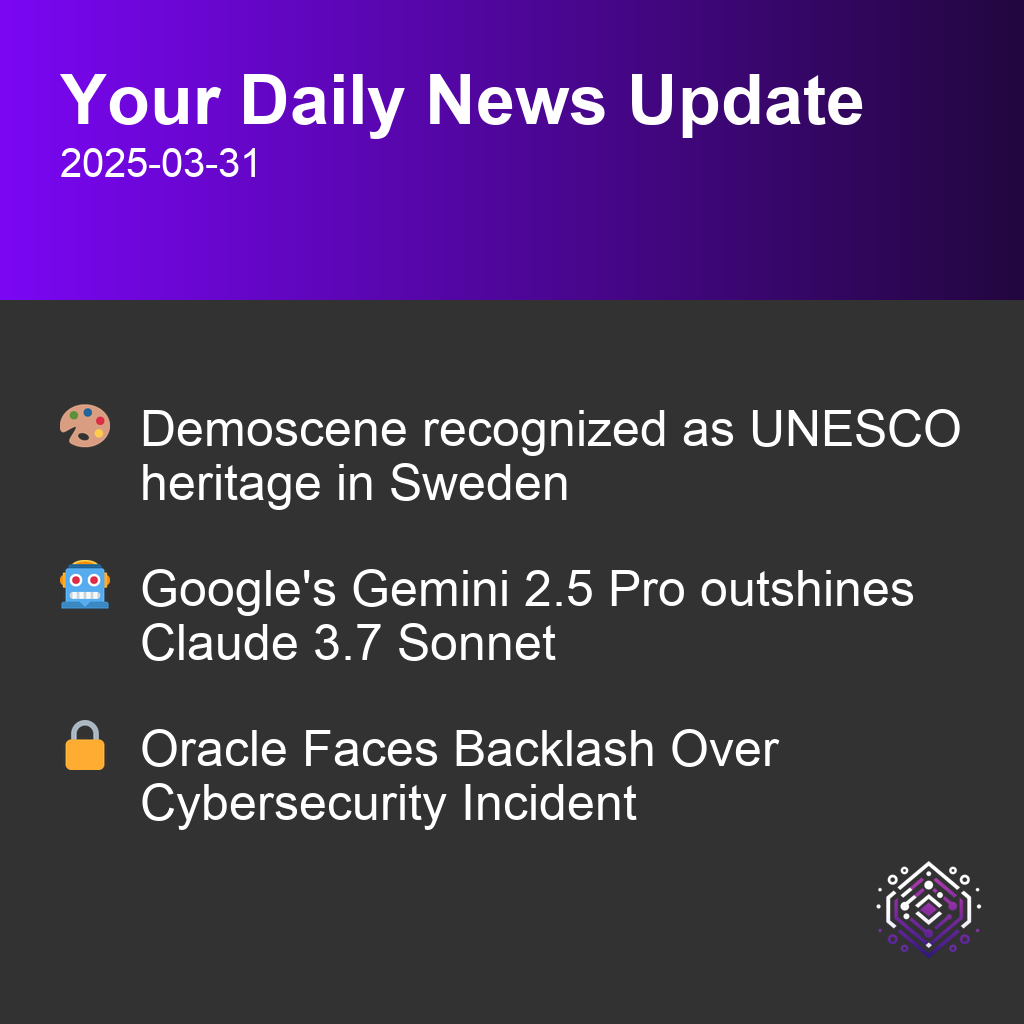 Your Daily News Update
2025-03-31
Demoscene recognized as UNESCO
heritage in Sweden
Google's Gemini 2.5 Pro outshines
Claude 3.7 Sonnet
Oracle Faces Backlash Over
Cybersecurity Incident